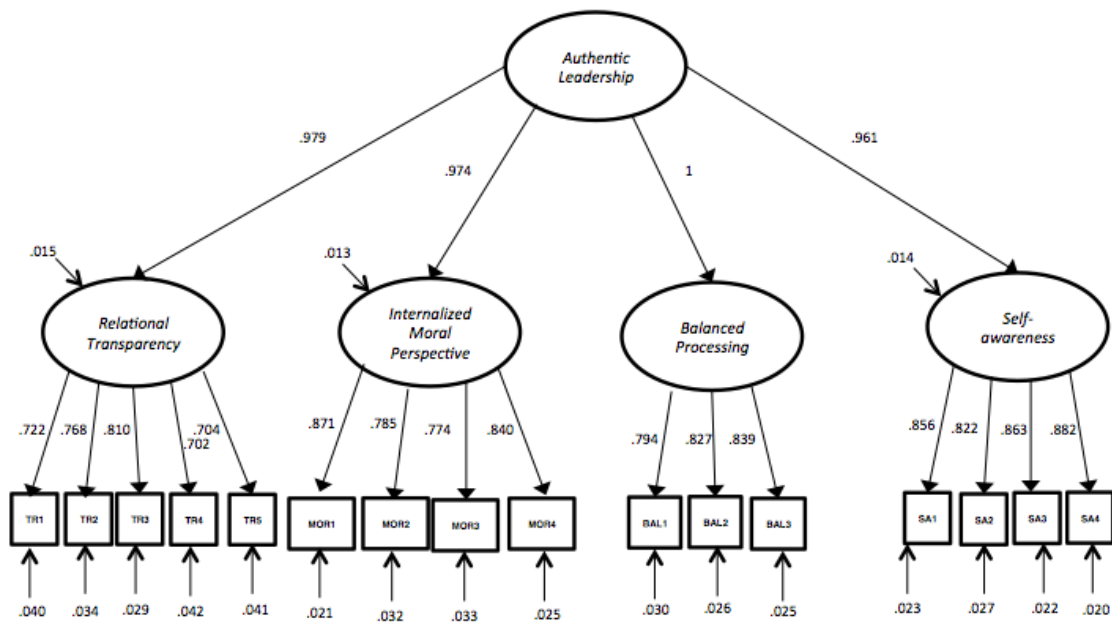 Authentic
Leadership
.979
.974
1
.961
.015
.013
.014
Relational
Transparency
Internalized
Moral
Perspective
Balanced
Processing
Self-
awareness
.722
.768
.810
.704
.702
.871
.785
.774
.840
.794
.827
.839
.856
.822
.863
.882
TR1
TR2
TR3
TR4
TR5
MOR1
MOR2
MOR3
MOR4
BAL1
BAL2
BAL3
SA1
SA2
SA3
SA4
.040
.034
.029
.042
.041
.021
.032
.033
.025
.030
.026
.025
.023
.027
.022
.020